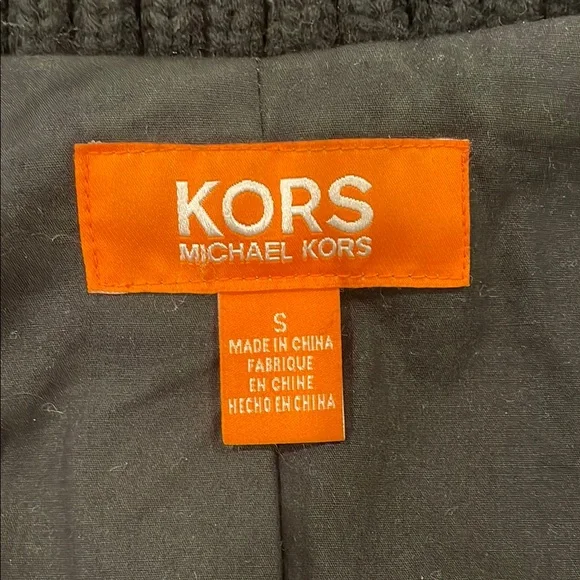 KORS
MICHAEL KORS
S
MADE IN CHINA
FABRIQUE
EN CHINE
HECHO EN CHINA